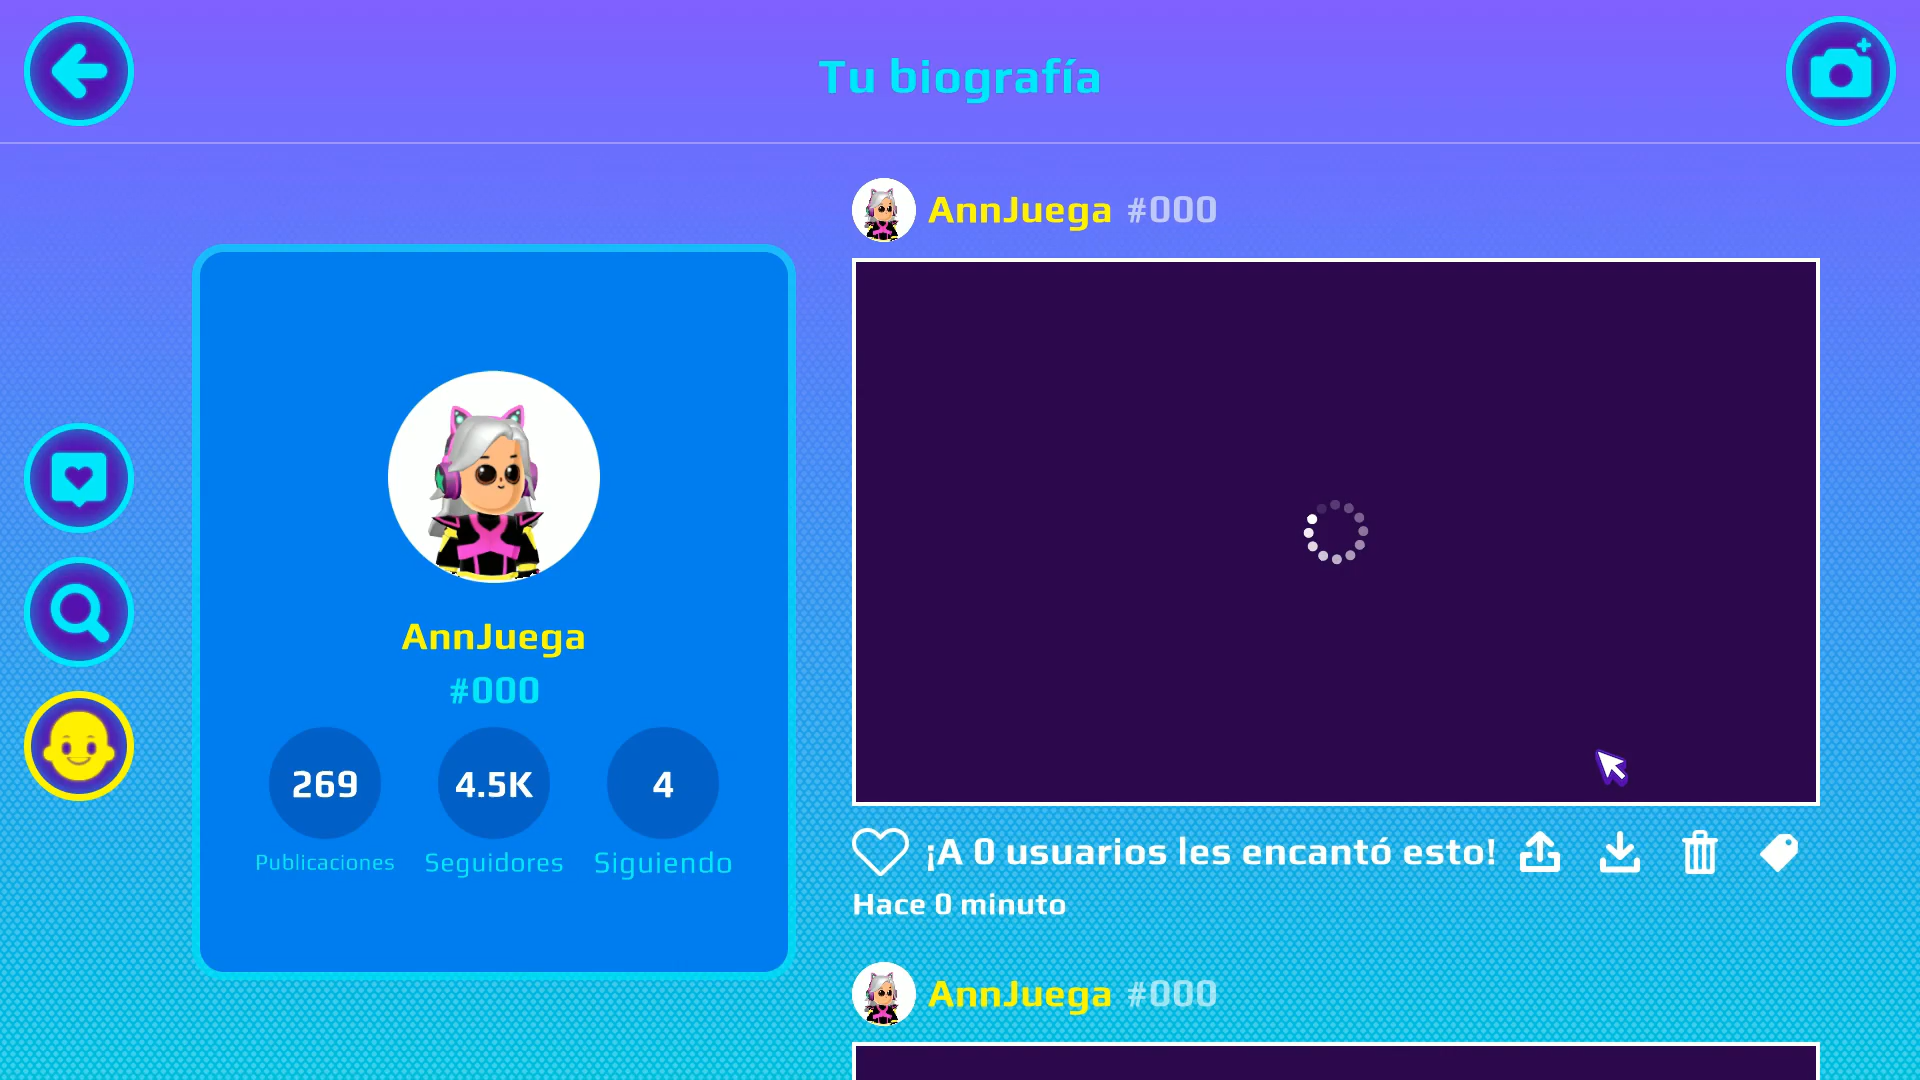 Tu biografía
AnnJuega #000
AnnJuega
#000
269
4.5K
4
Publicaciones
Seguidores
Siguiendo
¡A 0 usuarios les encantó esto!
Hace 0 minuto
AnnJuega #000